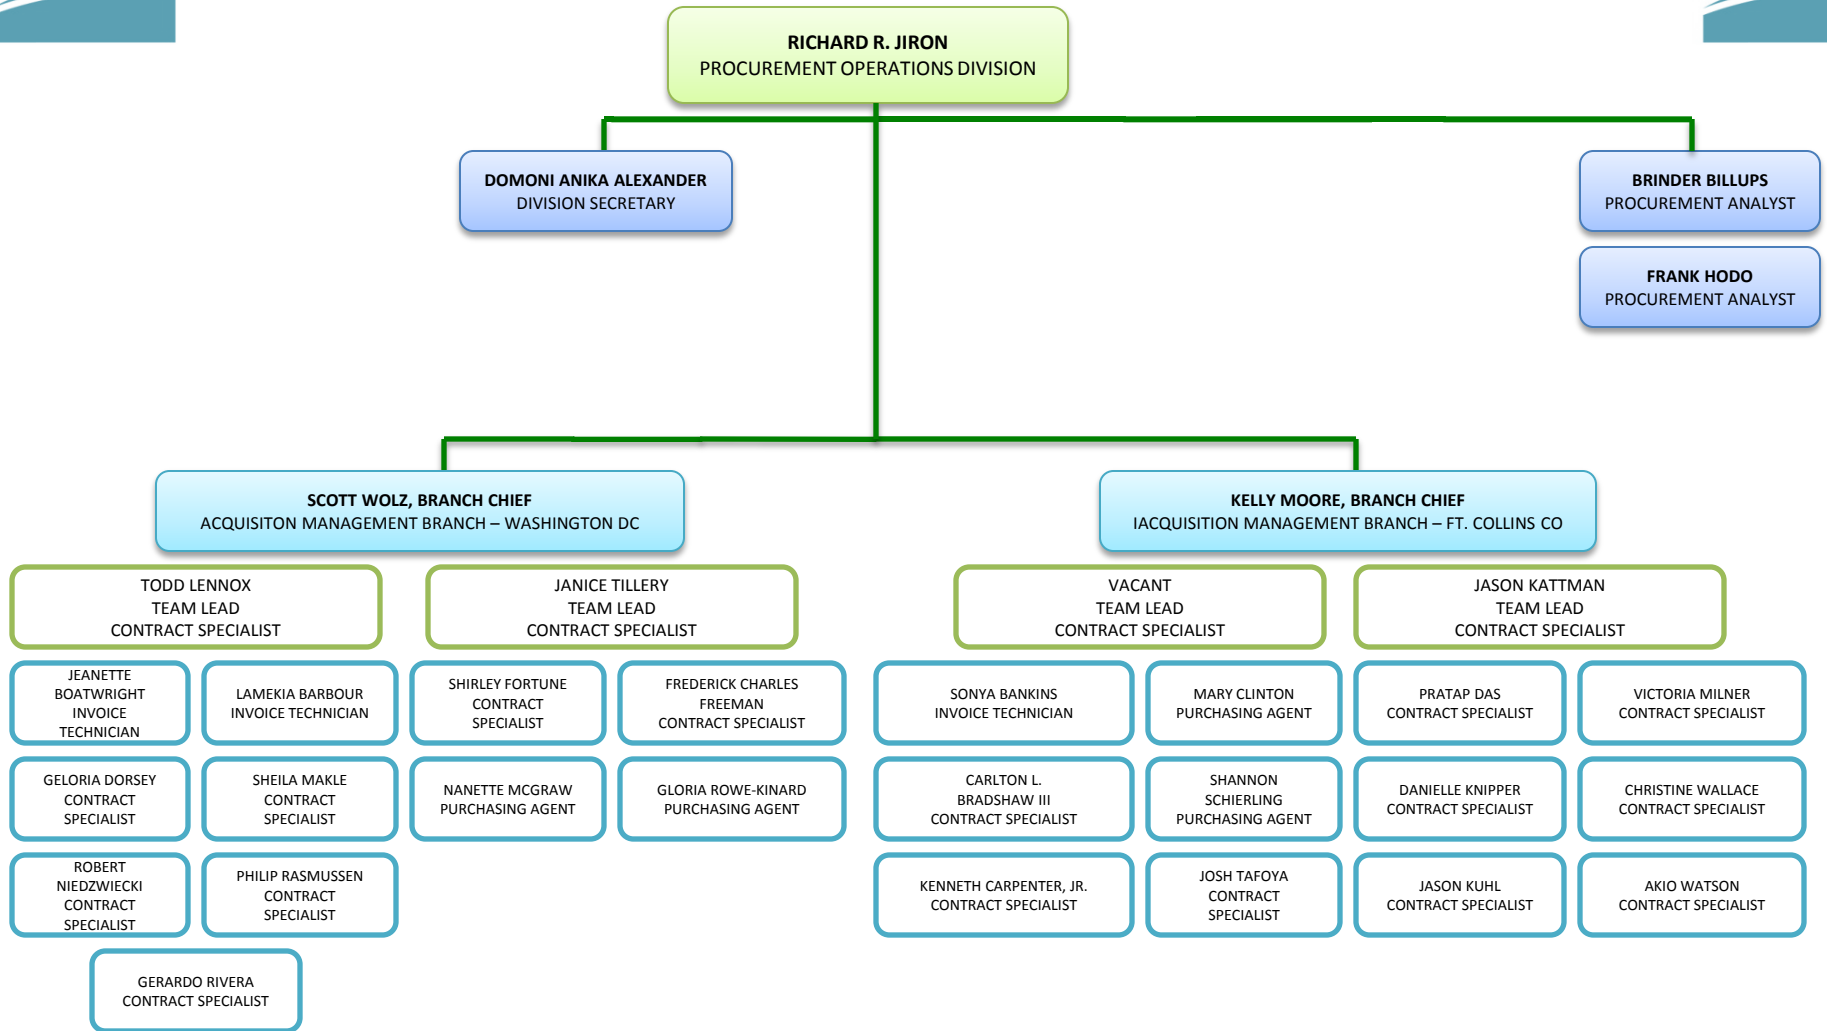 RICHARD R. JIRON
PROCUREMENT OPERATIONS DIVISION
DOMONI ANIKA ALEXANDER
DIVISION SECRETARY
BRINDER BILLUPS
PROCUREMENT ANALYST
FRANK HODO
PROCUREMENT ANALYST
SCOTT WOLZ, BRANCH CHIEF
ACQUISITON MANAGEMENT BRANCH – WASHINGTON DC
KELLY MOORE, BRANCH CHIEF
IACQUISITION MANAGEMENT BRANCH – FT. COLLINS CO
TODD LENNOX
TEAM LEAD
CONTRACT SPECIALIST
JANICE TILLERY
TEAM LEAD
CONTRACT SPECIALIST
VACANT
TEAM LEAD
CONTRACT SPECIALIST
JASON KATTMAN
TEAM LEAD
CONTRACT SPECIALIST
JEANETTE
BOATWRIGHT
INVOICE
TECHNICIAN
LAMEKIA BARBOUR
INVOICE TECHNICIAN
SHIRLEY FORTUNE
CONTRACT
SPECIALIST
FREDERICK CHARLES
FREEMAN
CONTRACT SPECIALIST
SONYA BANKINS
INVOICE TECHNICIAN
MARY CLINTON
PURCHASING AGENT
PRATAP DAS
CONTRACT SPECIALIST
VICTORIA MILNER
CONTRACT SPECIALIST
GELORIA DORSEY
CONTRACT
SPECIALIST
SHEILA MAKLE
CONTRACT
SPECIALIST
NANETTE MCGRAW
PURCHASING AGENT
GLORIA ROWE-KINARD
PURCHASING AGENT
CARLTON L.
BRADSHAW III
CONTRACT SPECIALIST
SHANNON
SCHIERLING
PURCHASING AGENT
DANIELLE KNIPPER
CONTRACT SPECIALIST
CHRISTINE WALLACE
CONTRACT SPECIALIST
ROBERT
NIEDZWIECKI
CONTRACT
SPECIALIST
PHILIP RASMUSSEN
CONTRACT
SPECIALIST
KENNETH CARPENTER, JR.
CONTRACT SPECIALIST
JOSH TAFOYA
CONTRACT
SPECIALIST
JASON KUHL
CONTRACT SPECIALIST
AKIO WATSON
CONTRACT SPECIALIST
GERARDO RIVERA
CONTRACT SPECIALIST